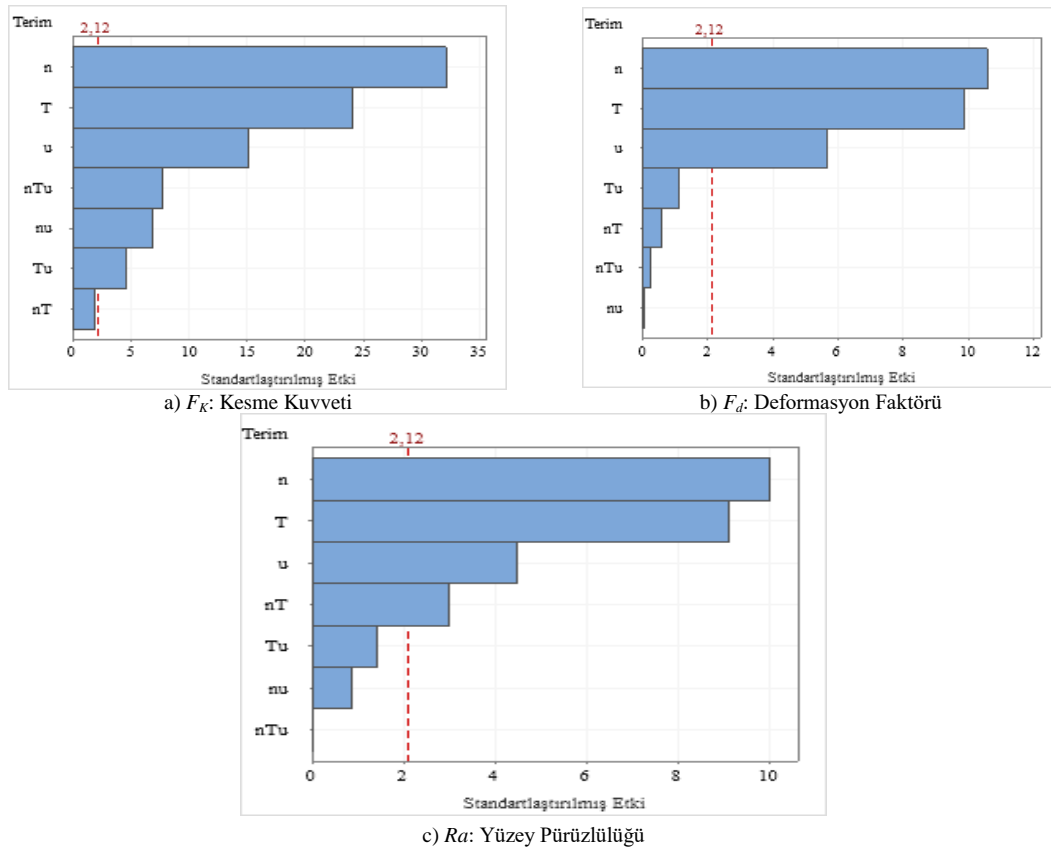 Terim
2,12
n
T
u
nTu
nu
Tu
nT
0 5 10 15 20 25 30 35
Standartlaştırılmış Etki
a) F_K: Kesme Kuvveti
Terim
2,12
n
T
u
Tu
nT
nTu
nu
0 2 4 6 8 10 12
Standartlaştırılmış Etki
b) F_d: Deformasyon Faktörü
Terim
2,12
n
T
u
nT
Tu
nu
nTu
0 2 4 6 8 10
Standartlaştırılmış Etki
c) Ra: Yüzey Pürüzlülüğü